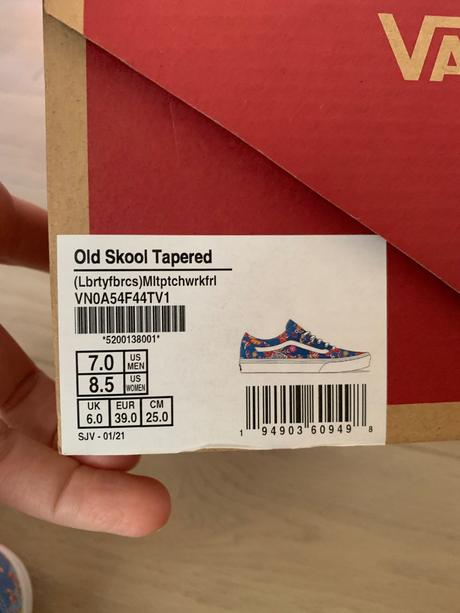 VA
Old Skool Tapered
(Lbrtyfbrcs)Mltptchwrkfrl
VN0A54F44TV1
*5200138001*
7.0 US MEN
8.5 US WOMEN
UK 6.0 EUR 39.0 CM 25.0
SJV - 01/21
1 94903 60949 8